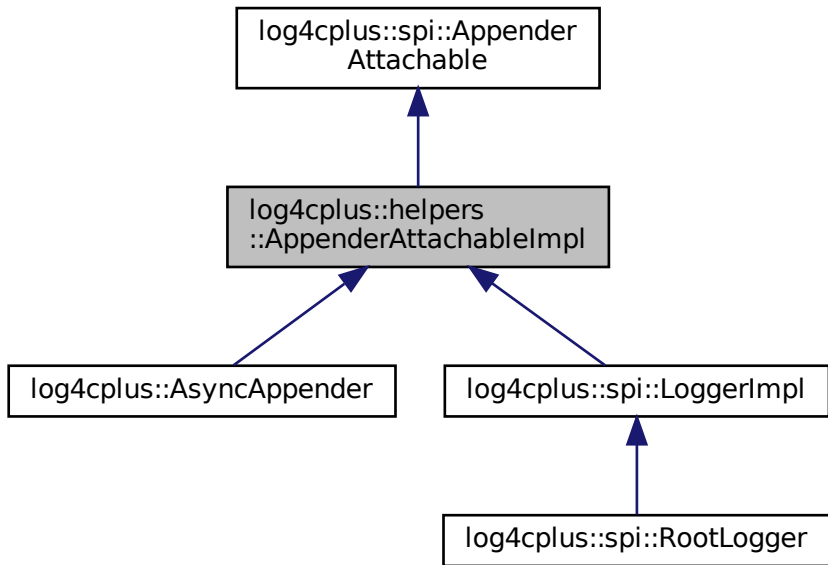 log4cplus::spi::Appender
Attachable
log4cplus::helpers
::AppenderAttachableImpl
log4cplus::AsyncAppender
log4cplus::spi::LoggerImpl
log4cplus::spi::RootLogger